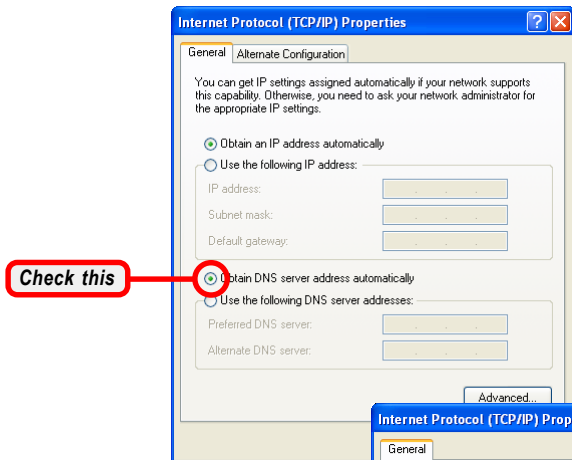 Internet Protocol (TCP/IP) Properties
General
Alternate Configuration
You can get IP settings assigned automatically if your network supports
this capability. Otherwise, you need to ask your network administrator for
the appropriate IP settings.
Obtain an IP address automatically
Use the following IP address:
IP address:
Subnet mask:
Default gateway:
Check this
Obtain DNS server address automatically
Use the following DNS server addresses:
Preferred DNS server:
Alternate DNS server:
Advanced...
Internet Protocol (TCP/IP) Prop
General